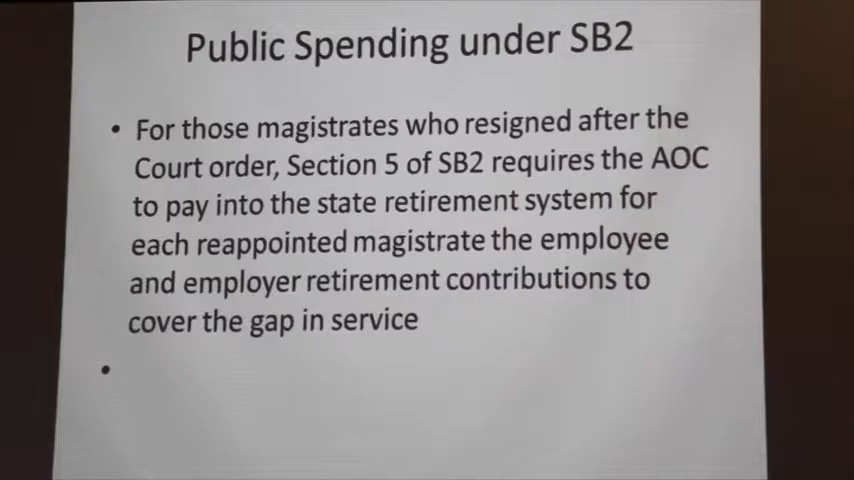 Public Spending under SB2
• For those magistrates who resigned after the
Court order, Section 5 of SB2 requires the AOC
to pay into the state retirement system for
each reappointed magistrate the employee
and employer retirement contributions to
cover the gap in service
•